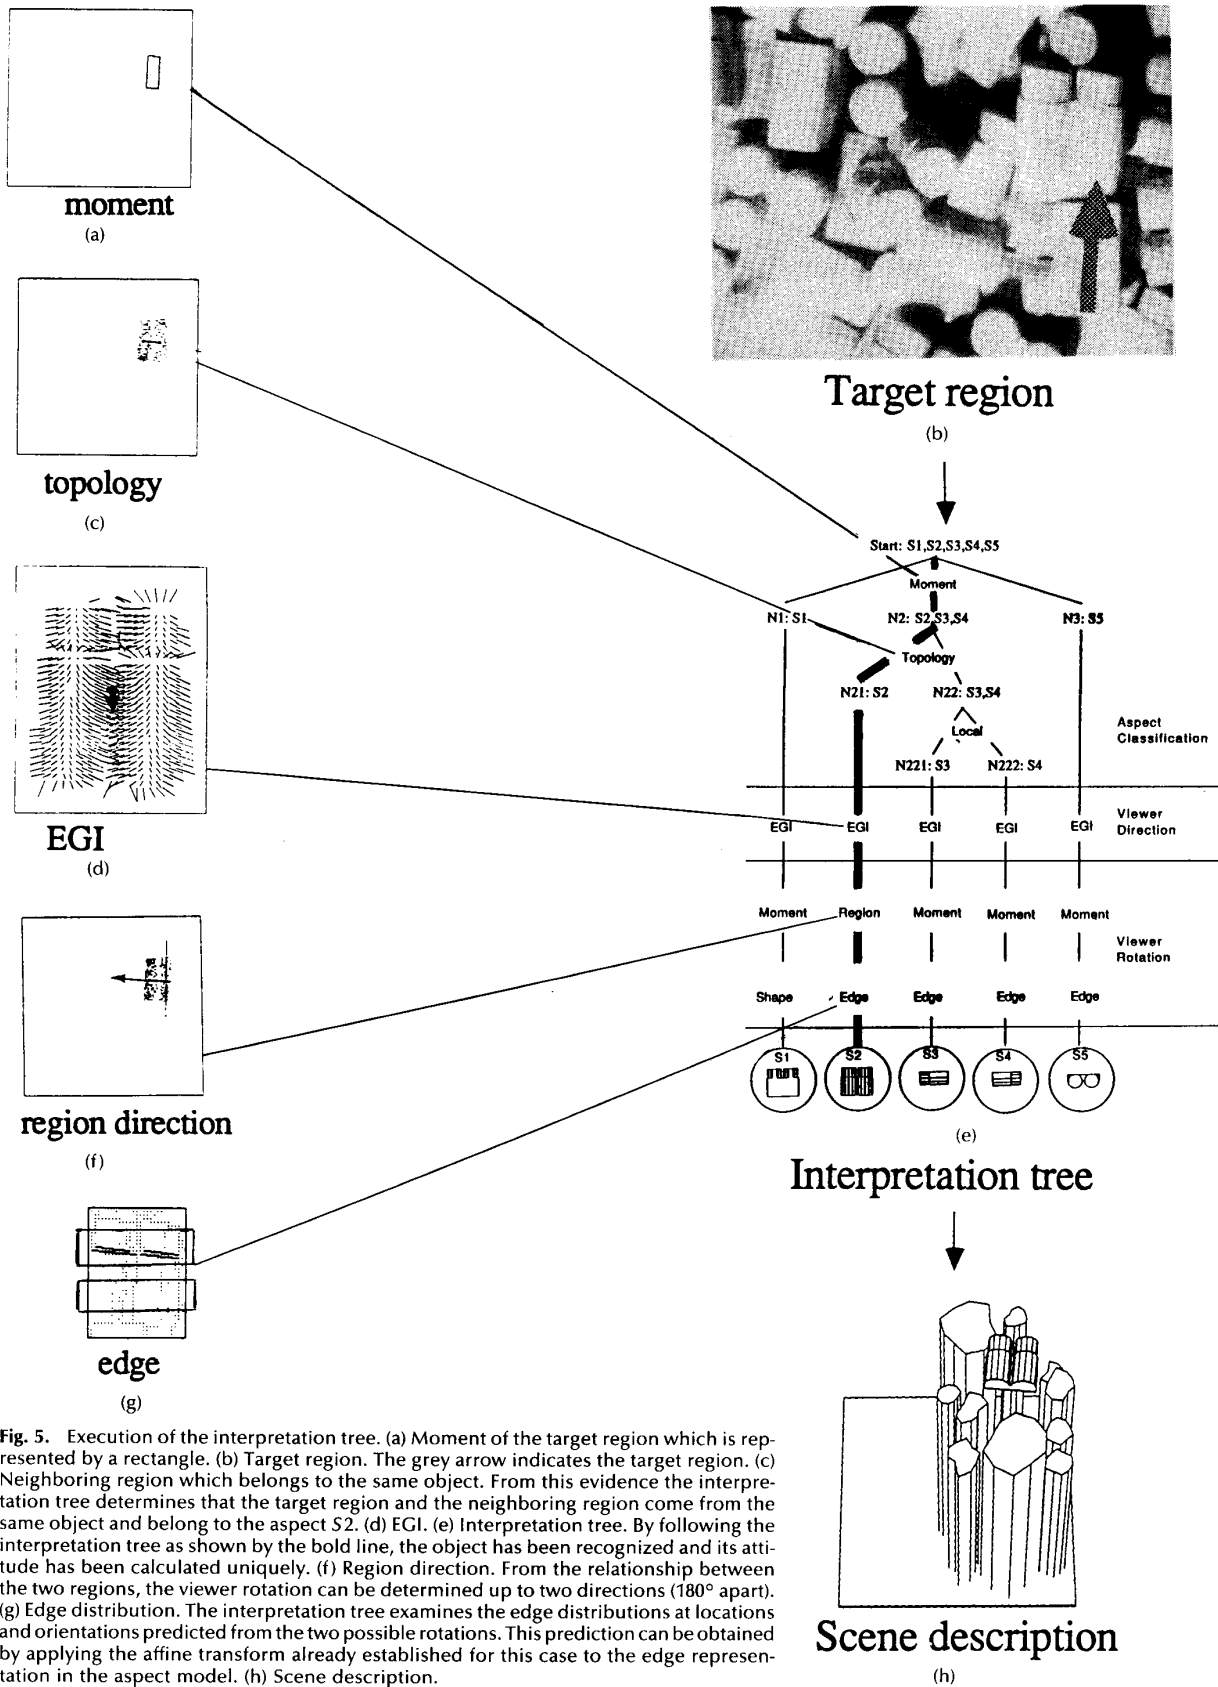 moment
(a)
Target region
(b)
topology
(c)
Start: S1,S2,S3,S4,S5
Moment
N1: S1
N2: S2,S3,S4
N3: S5
Topology
N21: S2
N22: S3,S4
Local
N221: S3
N222: S4
Aspect
Classification
EGI
(d)
EGI
EGI
EGI
EGI
EGI
Viewer
Direction
Moment
Region
Moment
Moment
Moment
Viewer
Rotation
Shape
Edge
Edge
Edge
Edge
S1
S2
S3
S4
S5
(e)
Interpretation tree
region direction
(f)
edge
(g)
Scene description
(h)
Fig. 5. Execution of the interpretation tree. (a) Moment of the target region which is rep-
resented by a rectangle. (b) Target region. The grey arrow indicates the target region. (c)
Neighboring region which belongs to the same object. From this evidence the interpre-
tation tree determines that the target region and the neighboring region come from the
same object and belong to the aspect S2. (d) EGI. (e) Interpretation tree. By following the
interpretation tree as shown by the bold line, the object has been recognized and its atti-
tude has been calculated uniquely. (f) Region direction. From the relationship between
the two regions, the viewer rotation can be determined up to two directions (180° apart).
(g) Edge distribution. The interpretation tree examines the edge distributions at locations
and orientations predicted from the two possible rotations. This prediction can be obtained
by applying the affine transform already established for this case to the edge represen-
tation in the aspect model. (h) Scene description.